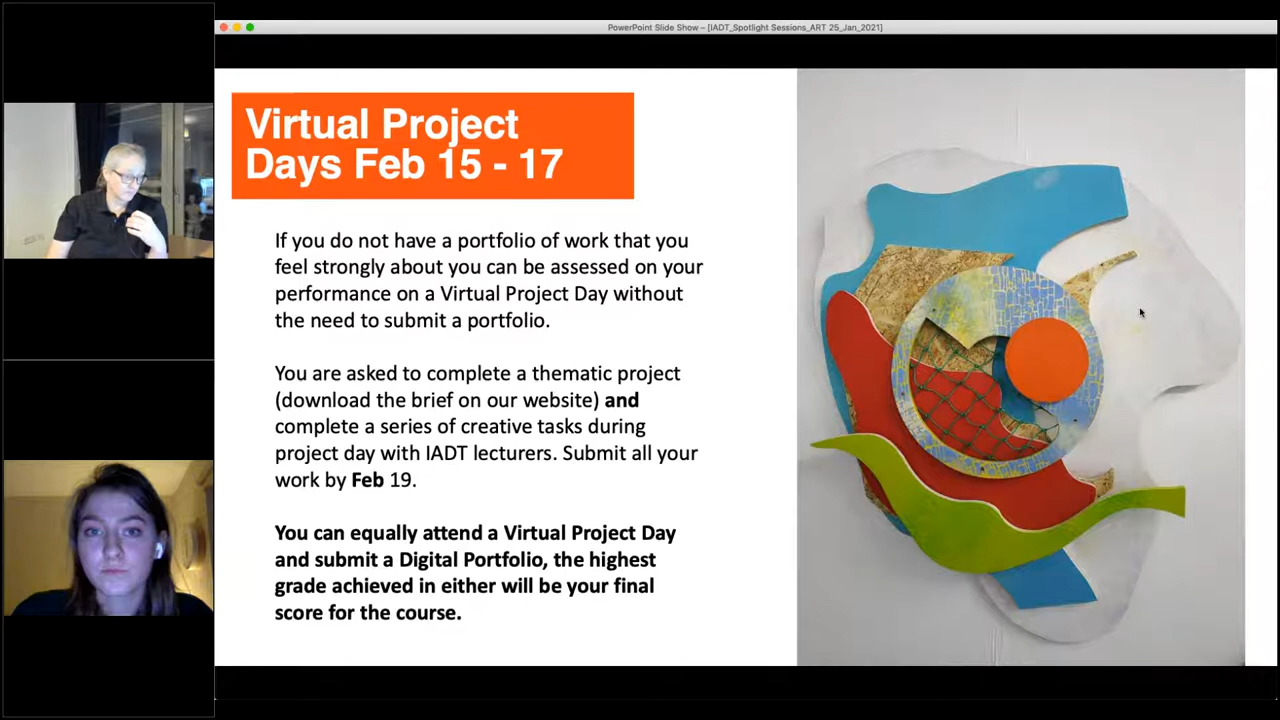 PowerPoint Slide Show – [IADT_Spotlight Sessions_ART 25_Jan_2021]
Virtual Project
Days Feb 15 - 17
If you do not have a portfolio of work that you
feel strongly about you can be assessed on your
performance on a Virtual Project Day without
the need to submit a portfolio.
You are asked to complete a thematic project
(download the brief on our website) and
complete a series of creative tasks during
project day with IADT lecturers. Submit all your
work by Feb 19.
You can equally attend a Virtual Project Day
and submit a Digital Portfolio, the highest
grade achieved in either will be your final
score for the course.